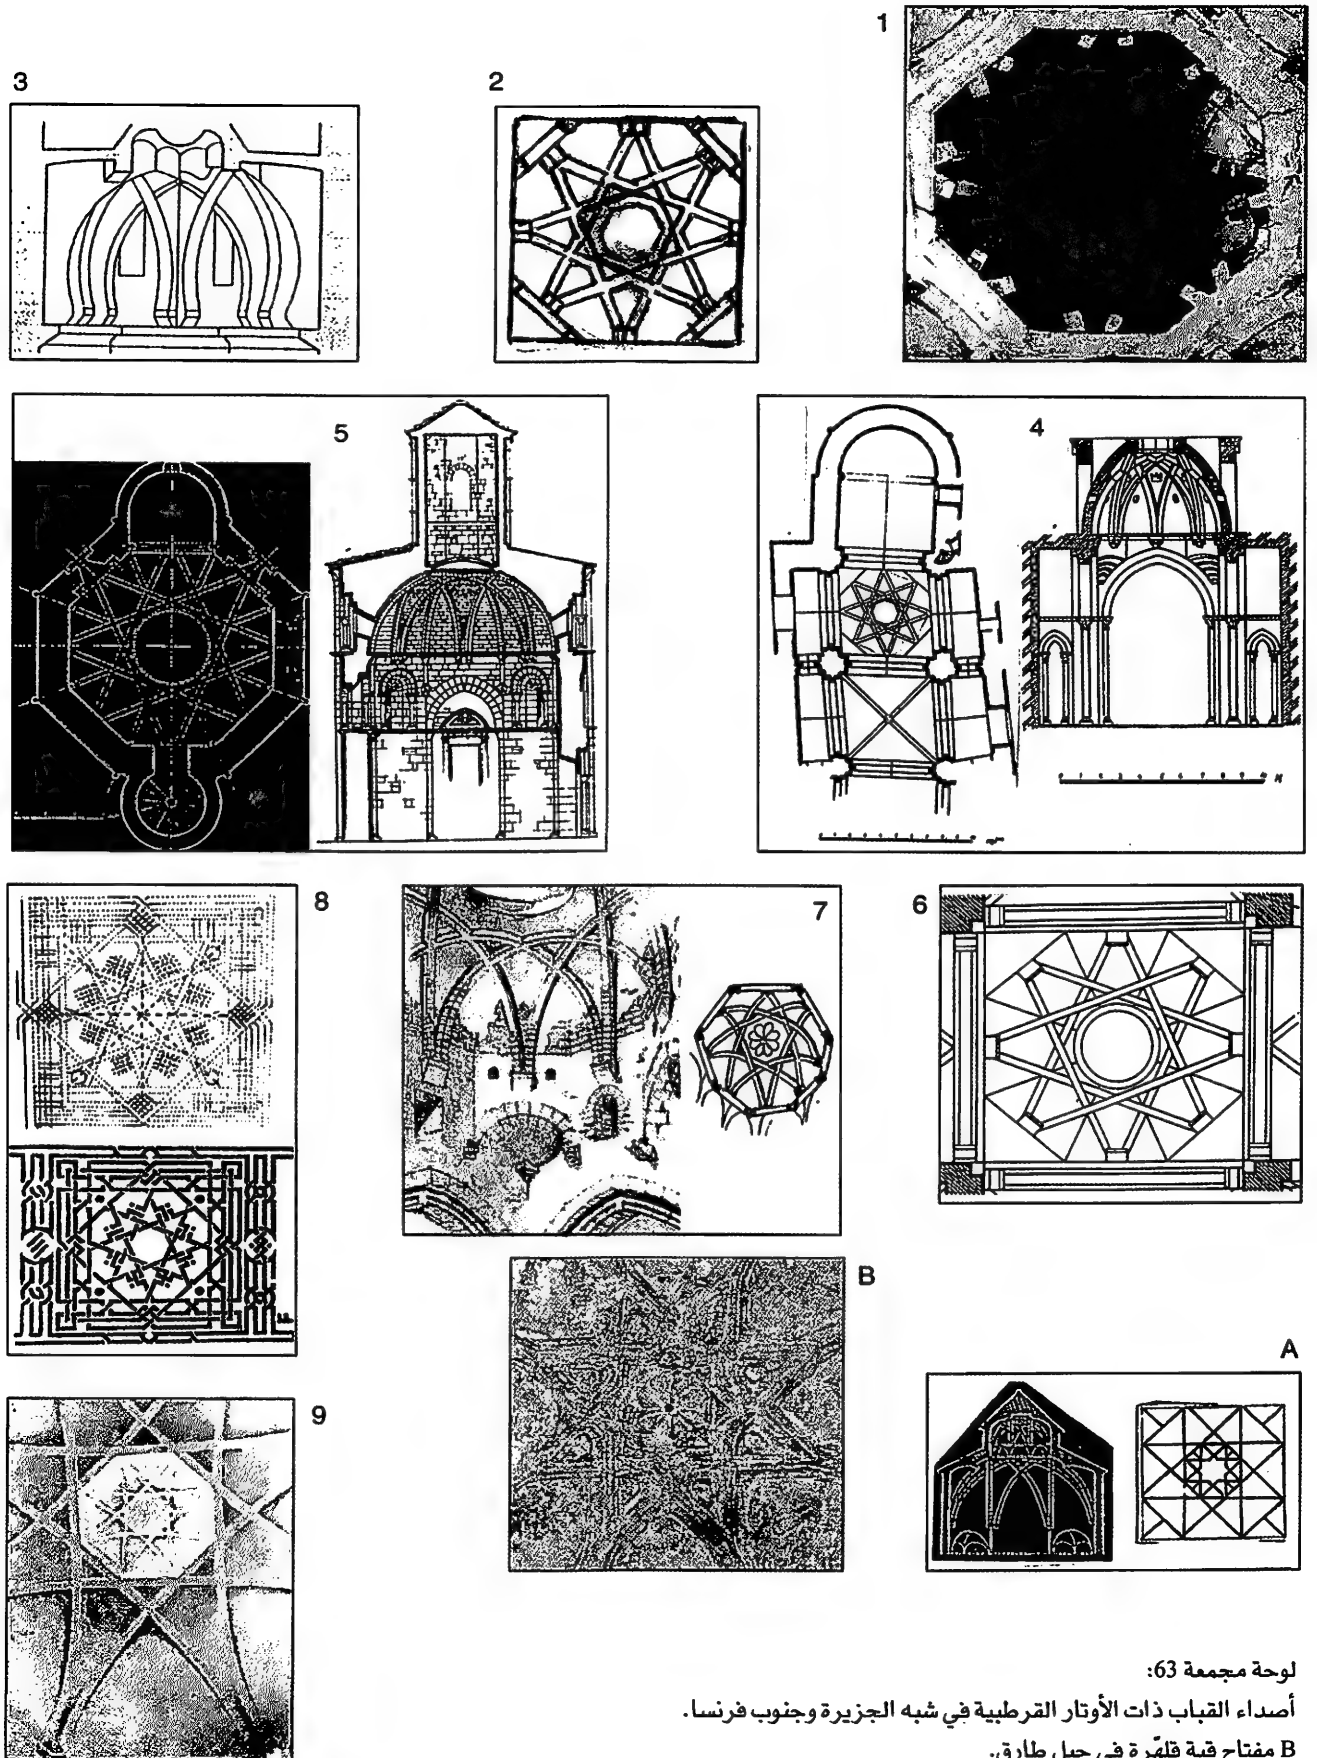 1
2
3
4
5
6
7
8
9
A
B
لوحة مجمعة 63:
أصداء القباب ذات الأوتار القرطبية في شبه الجزيرة وجنوب فرنسا.
B مفتاح قبة قلهّرة في جبل طارق.